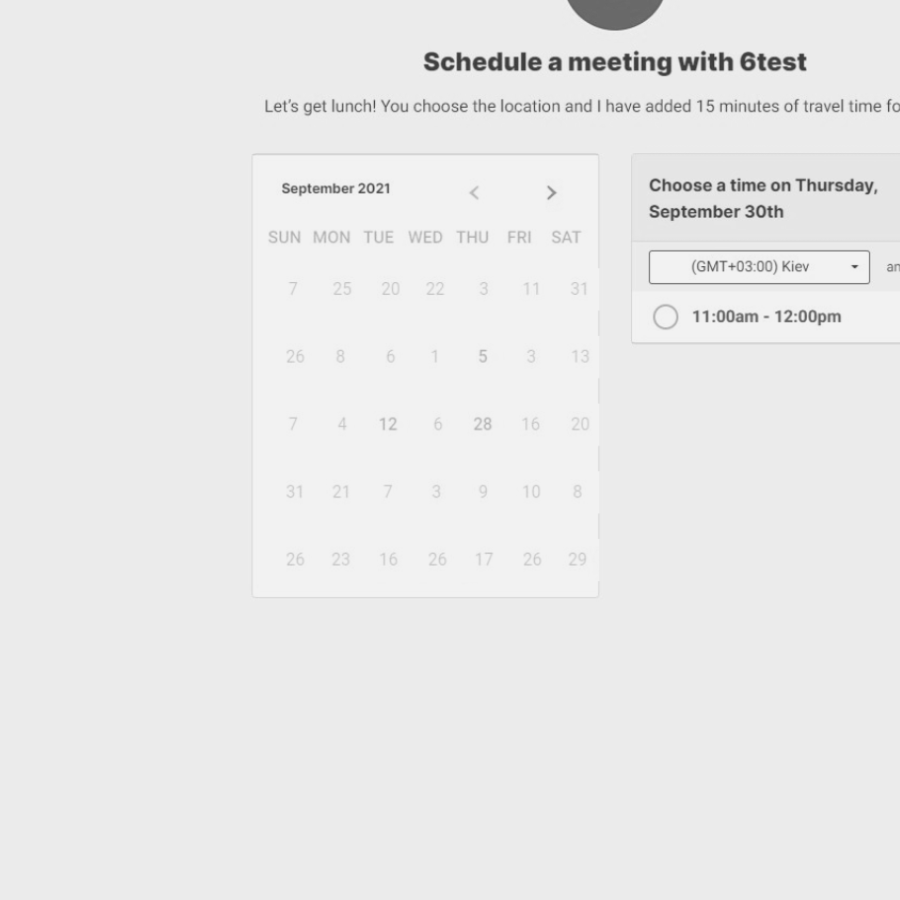 Schedule a meeting with 6test
Let's get lunch! You choose the location and I have added 15 minutes of travel time
September 2021
SUN MON TUE WED THU FRI SAT
7 25 20 22 3 11 31
26 8 6 1 5 3 13
7 4 12 6 28 16 20
31 21 7 3 9 10 8
26 23 16 26 17 26 29
Choose a time on Thursday,
September 30th
(GMT+03:00) Kiev
11:00am - 12:00pm